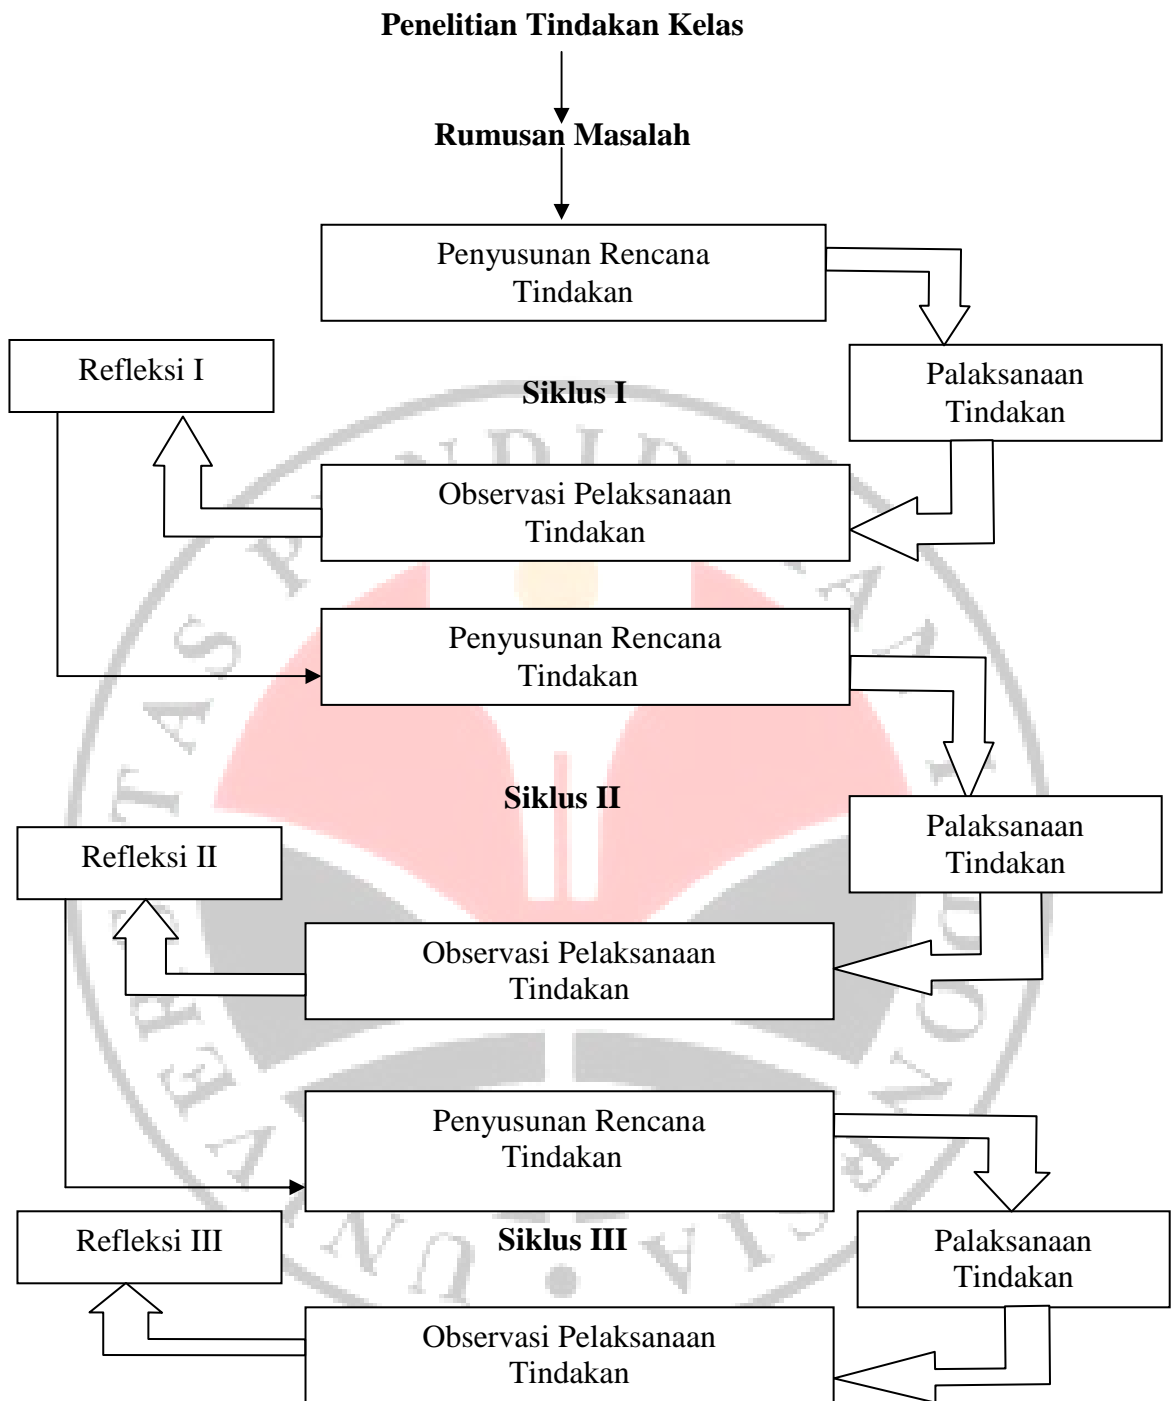 Penelitian Tindakan Kelas
Rumusan Masalah
Penyusunan Rencana
Tindakan
Refleksi I
Siklus I
Palaksanaan
Tindakan
Observasi Pelaksanaan
Tindakan
Penyusunan Rencana
Tindakan
Siklus II
Refleksi II
Palaksanaan
Tindakan
Observasi Pelaksanaan
Tindakan
Penyusunan Rencana
Tindakan
Refleksi III
Siklus III
Palaksanaan
Tindakan
Observasi Pelaksanaan
Tindakan